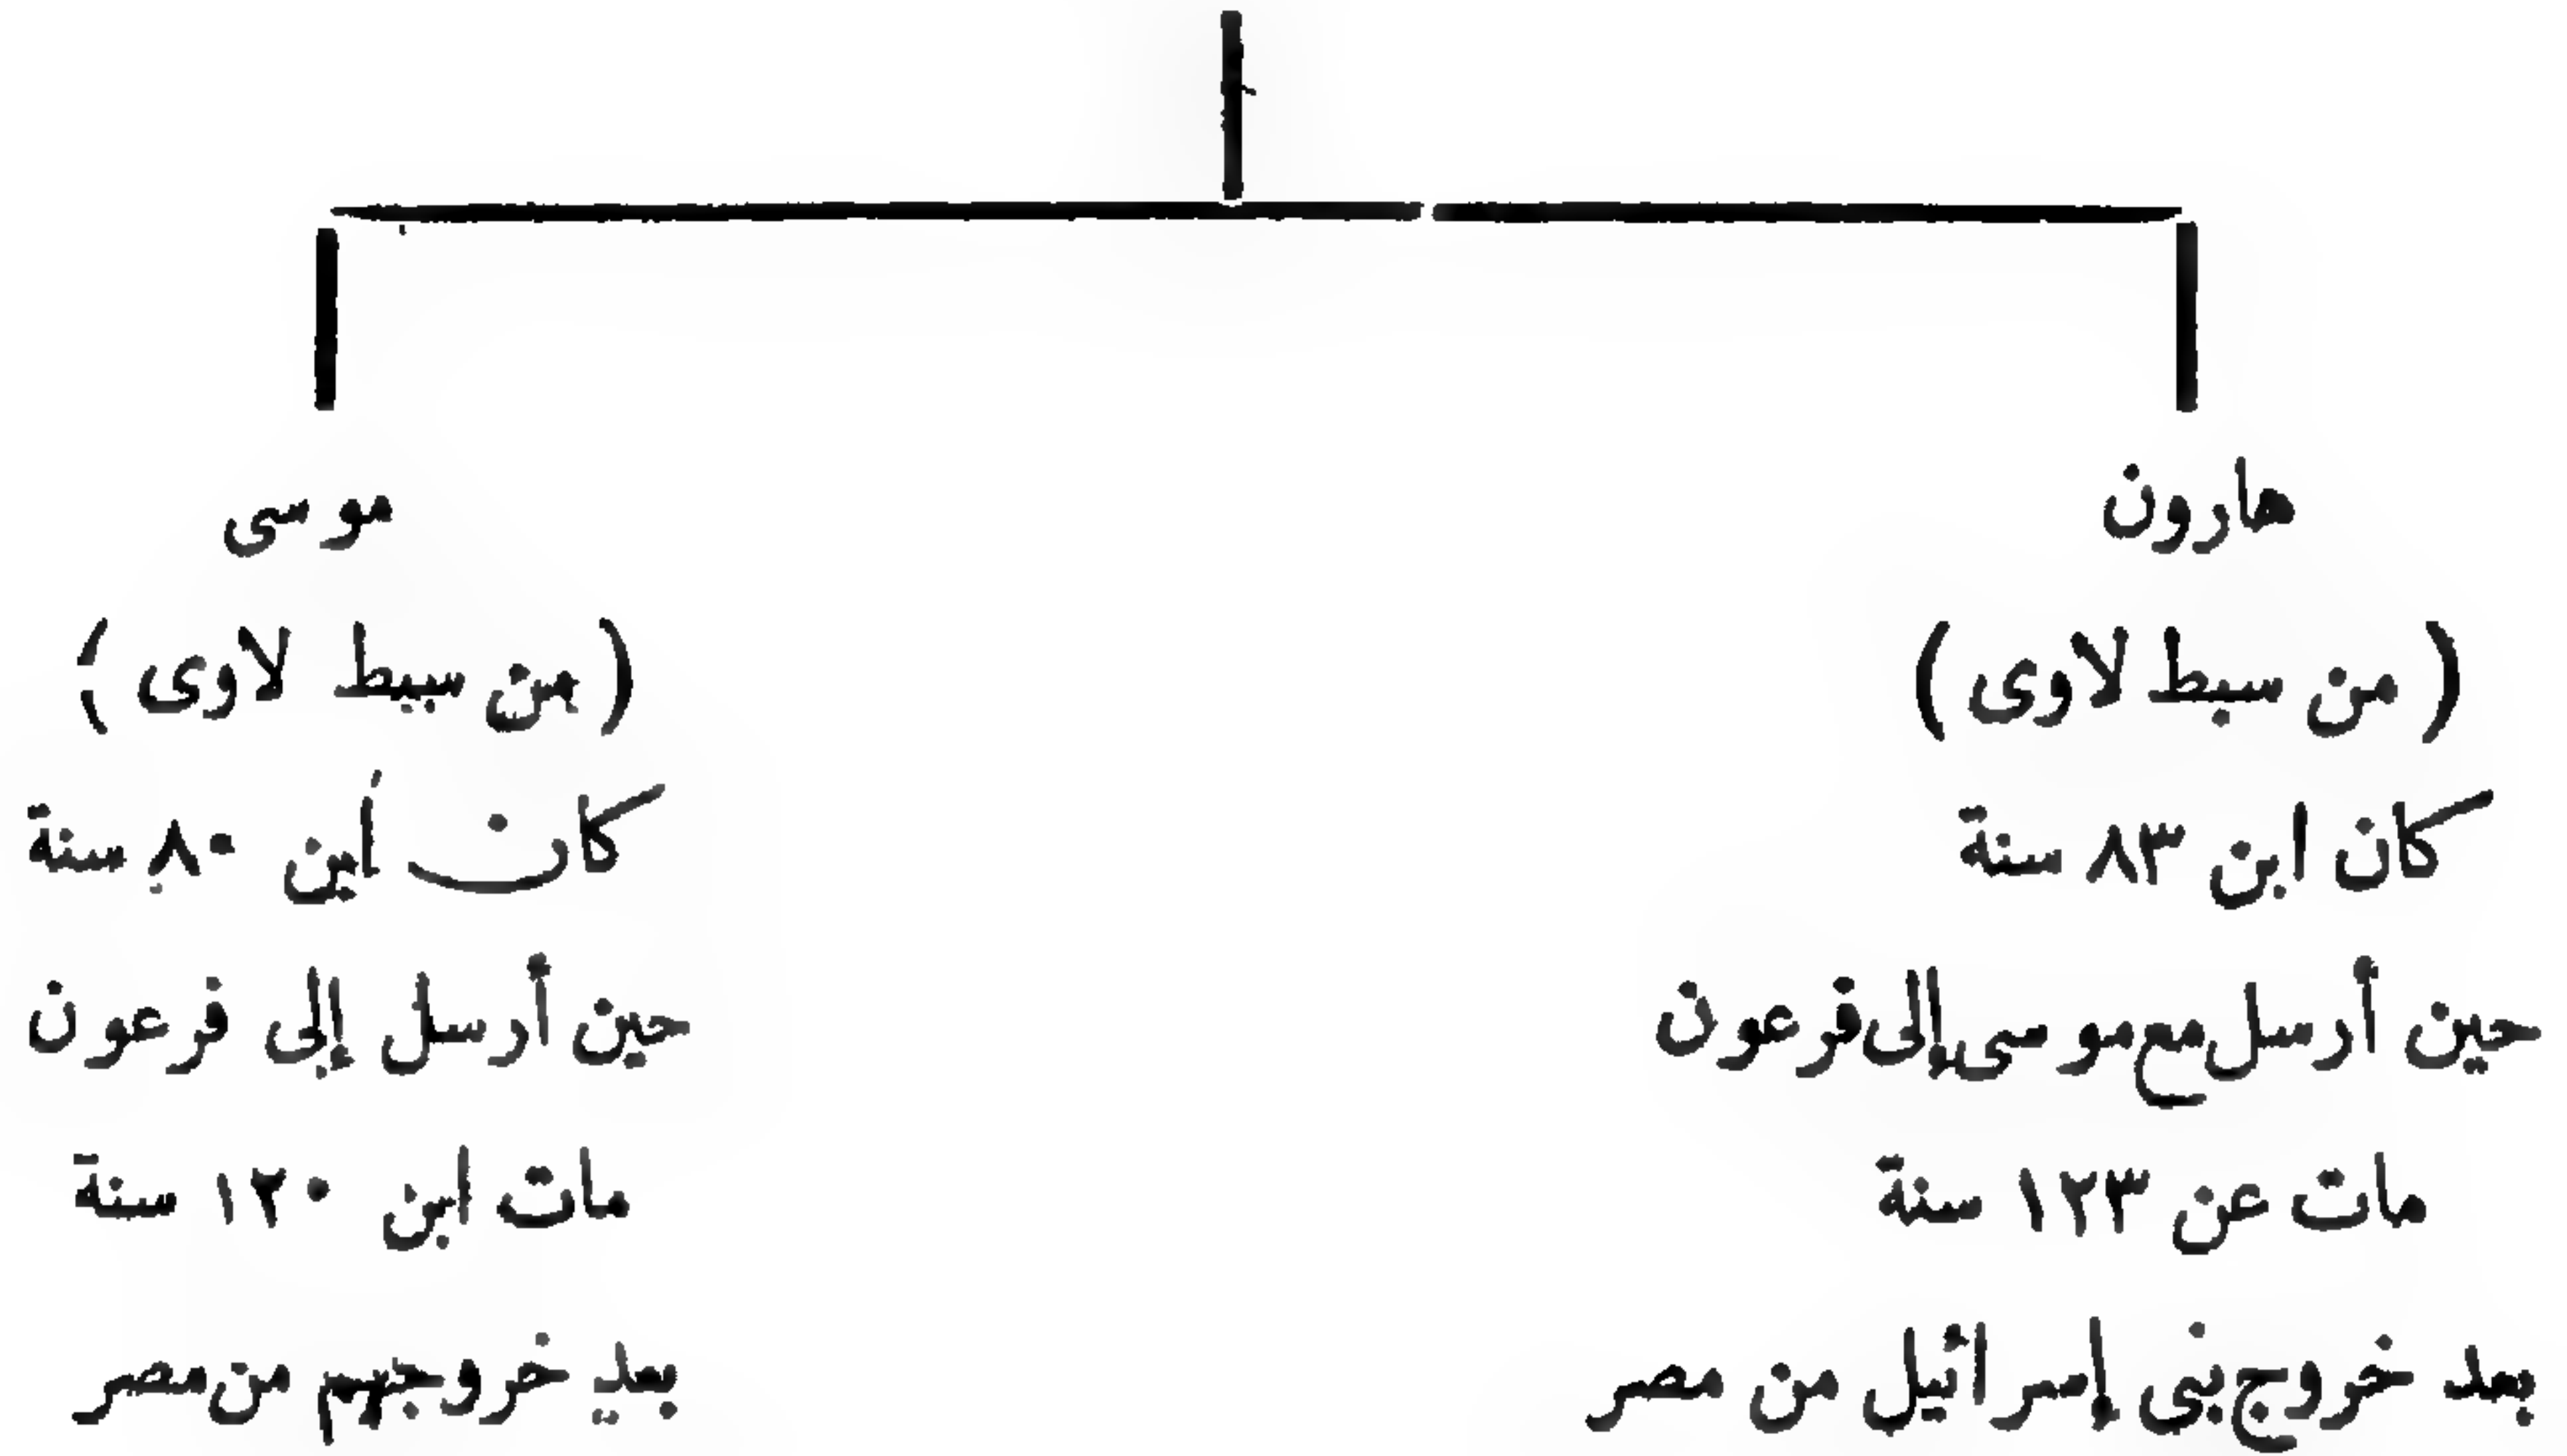 هارون
( من سبط لاوى )
كان ابن ٨٣ سنة
حين أرسل مع موسى إلى فرعون
مات عن ١٢٣ سنة
بعد خروج بنى إسرائيل من مصر
موسى
( من سبط لاوى )
كان ابن ٨٠ سنة
حين أرسل إلى فرعون
مات ابن ١٢٠ سنة
بعد خروجهم من مصر